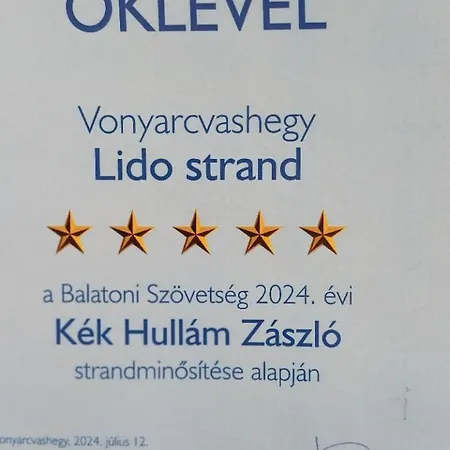 OKLEVÉL
Vonyarcvashegy
Lido strand
a Balatoni Szövetség 2024. évi
Kék Hullám Zászló
strandminősítése alapján
onyarcvashegy, 2024. július 12.